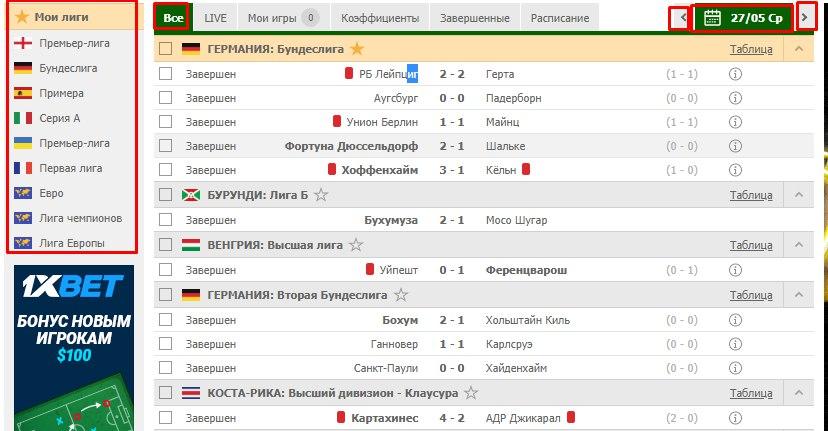 Мои лиги
Премьер-лига
Бундеслига
Примера
Серия А
Премьер-лига
Первая лига
Евро
Лига чемпионов
Лига Европы
1XBET
БОНУС НОВЫМ
ИГРОКАМ
$100
Все LIVE Мои игры 0 Коэффициенты Завершенные Расписание 27/05 Ср
ГЕРМАНИЯ: Бундеслига Таблица
Завершен РБ Лейпциг 2 - 2 Герта (1 - 1)
Завершен Аугсбург 0 - 0 Падерборн (0 - 0)
Завершен Унион Берлин 1 - 1 Майнц (1 - 1)
Завершен Фортуна Дюссельдорф 2 - 1 Шальке (0 - 0)
Завершен Хоффенхайм 3 - 1 Кёльн (1 - 0)
БУРУНДИ: Лига Б Таблица
Завершен Бухумуза 2 - 1 Мосо Шугар
ВЕНГРИЯ: Высшая лига Таблица
Завершен Уйпешт 0 - 1 Ференцварош (0 - 1)
ГЕРМАНИЯ: Вторая Бундеслига Таблица
Завершен Бохум 2 - 1 Хольштайн Киль (0 - 0)
Завершен Ганновер 1 - 1 Карлсруэ (0 - 0)
Завершен Санкт-Паули 0 - 0 Хайденхайм (0 - 0)
КОСТА-РИКА: Высший дивизион - Клаусура Таблица
Завершен Картахинес 4 - 2 АДР Джикарал (2 - 0)